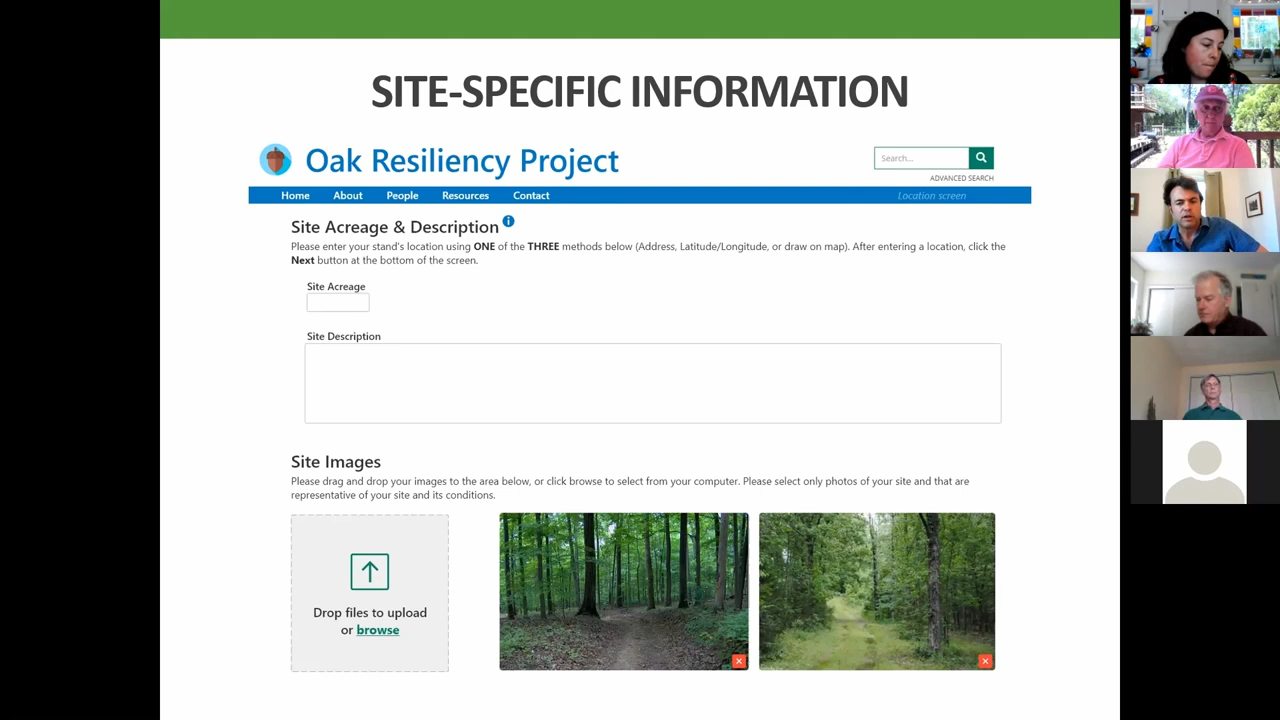 SITE-SPECIFIC INFORMATION
Oak Resiliency Project
Search...
ADVANCED SEARCH
Home About People Resources Contact Location screen
Site Acreage & Description i
Please enter your stand's location using ONE of the THREE methods below (Address, Latitude/Longitude, or draw on map). After entering a location, click the
Next button at the bottom of the screen.
Site Acreage
Site Description
Site Images
Please drag and drop your images to the area below, or click browse to select from your computer. Please select only photos of your site and that are
representative of your site and its conditions.
Drop files to upload
or browse